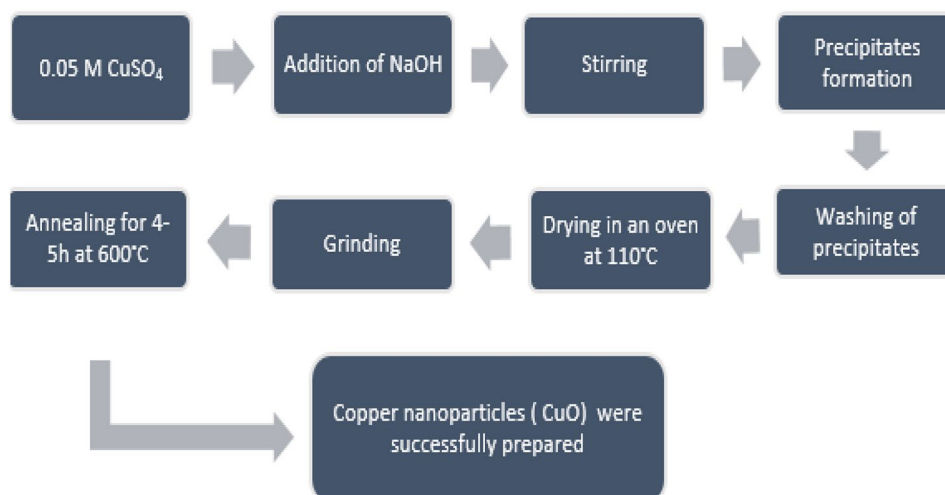 0.05 M CuSO₄
Addition of NaOH
Stirring
Precipitates
formation
Washing of
precipitates
Drying in an oven
at 110°C
Grinding
Annealing for 4-
5h at 600°C
Copper nanoparticles ( CuO) were
successfully prepared